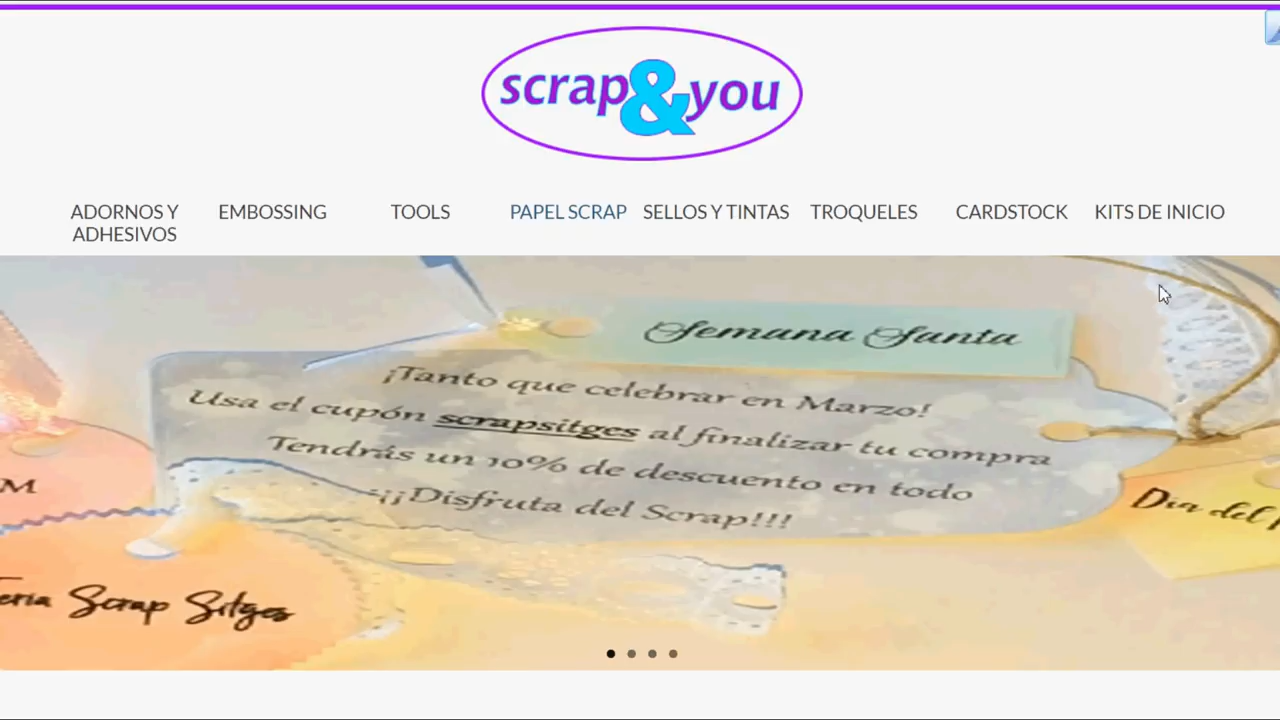 scrap&you
ADORNOS Y
ADHESIVOS
EMBOSSING
TOOLS
PAPEL SCRAP
SELLOS Y TINTAS
TROQUELES
CARDSTOCK
KITS DE INICIO
Semana Santa
¡Tanto que celebrar en Marzo!
Usa el cupón scrapsitges al finalizar tu compra
Tendrás un 10% de descuento en todo
¡¡¡Disfruta del Scrap!!!
M
Día del
Scrap Sitges